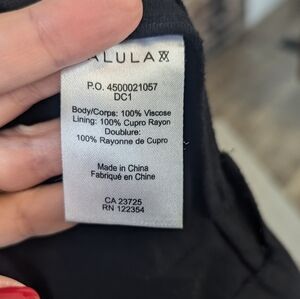 ALULA
P.O. 4500021057
DC1
Body/Corps: 100% Viscose
Lining: 100% Cupro Rayon
Doublure:
100% Rayonne de Cupro
Made in China
Fabriqué en Chine
CA 23725
RN 122354